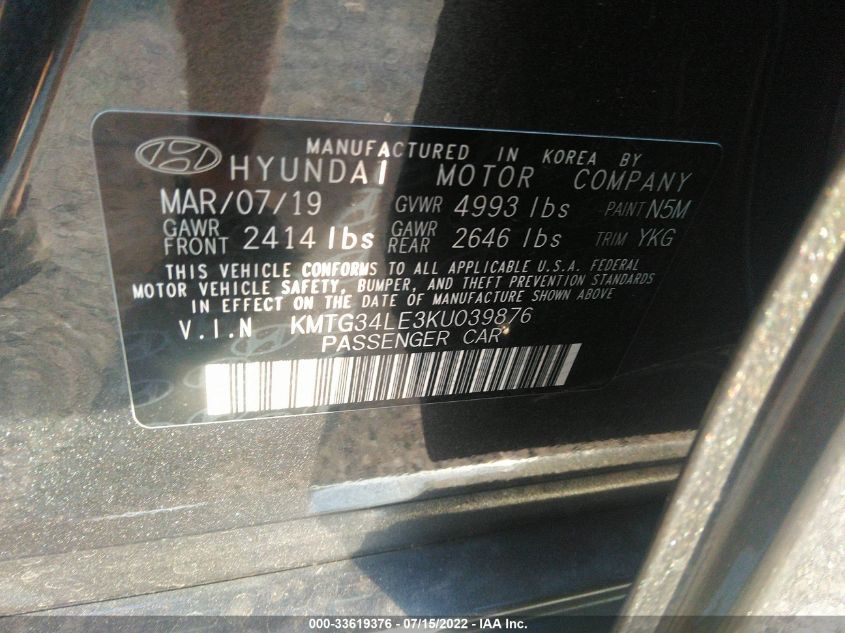 MANUFACTURED IN KOREA BY
HYUNDAI MOTOR COMPANY
MAR/07/19 GVWR 4993 lbs PAINT N5M
GAWR FRONT 2414 lbs GAWR REAR 2646 lbs TRIM YKG
THIS VEHICLE CONFORMS TO ALL APPLICABLE U.S.A. FEDERAL
MOTOR VEHICLE SAFETY, BUMPER, AND THEFT PREVENTION STANDARDS
IN EFFECT ON THE DATE OF MANUFACTURE SHOWN ABOVE
V.I.N KMTG34LE3KU039876
PASSENGER CAR
000-33619376 - 07/15/2022 - IAA Inc.